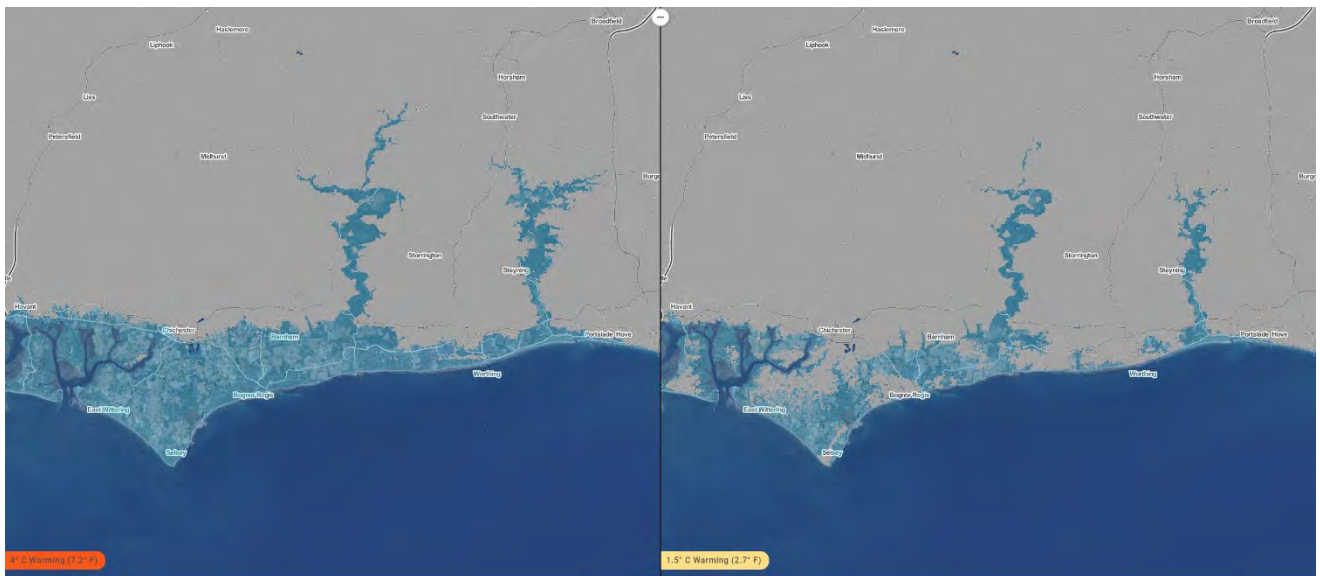 Broadfield
Haslemere
Liphook
Horsham
Liss
Southwater
Petersfield
Midhurst
Burg
Storrington
Steyning
Havant
Chichester
Barnham
Portslade Hove
Worthing
Bognor Regis
East Wittering
Selsey
4° C Warming (7.2° F)
Broadfield
Haslemere
Liphook
Horsham
Liss
Southwater
Petersfield
Midhurst
Burge
Storrington
Steyning
Havant
Chichester
Barnham
Portslade Hove
Worthing
Bognor Regis
East Wittering
Selsey
1.5° C Warming (2.7° F)